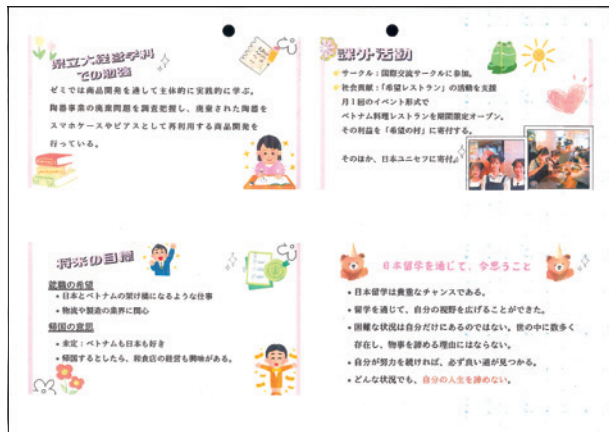 県立大経営学科
での勉強
ゼミでは商品開発を通して主体的に実践的に学ぶ。
陶器事業の廃棄問題を調査把握し、廃棄された陶器を
スマホケースやピアスとして再利用する商品開発を
行っている。
課外活動
サークル：国際交流サークルに参加。
社会貢献：「希望レストラン」の活動を支援
月1回のイベント形式で
ベトナム料理レストランを期間限定オープン。
その利益を「希望の村」に寄付する。
そのほか、日本ユニセフに寄付。
将来の目標
就職の希望
• 日本とベトナムの架け橋になるような仕事
• 物流や製造の業界に関心
帰国の意思
• 未定：ベトナムも日本も好き
• 帰国するとしたら、和食店の経営も興味がある。
日本留学を通じて、今思うこと
• 日本留学は貴重なチャンスである。
• 留学を通じて、自分の視野を広げることができた。
• 困難な状況は自分だけにあるのではない。世の中に数多く
存在し、物事を諦める理由にはならない。
• 自分が努力を続ければ、必ず良い道が見つかる。
• どんな状況でも、自分の人生を諦めない。